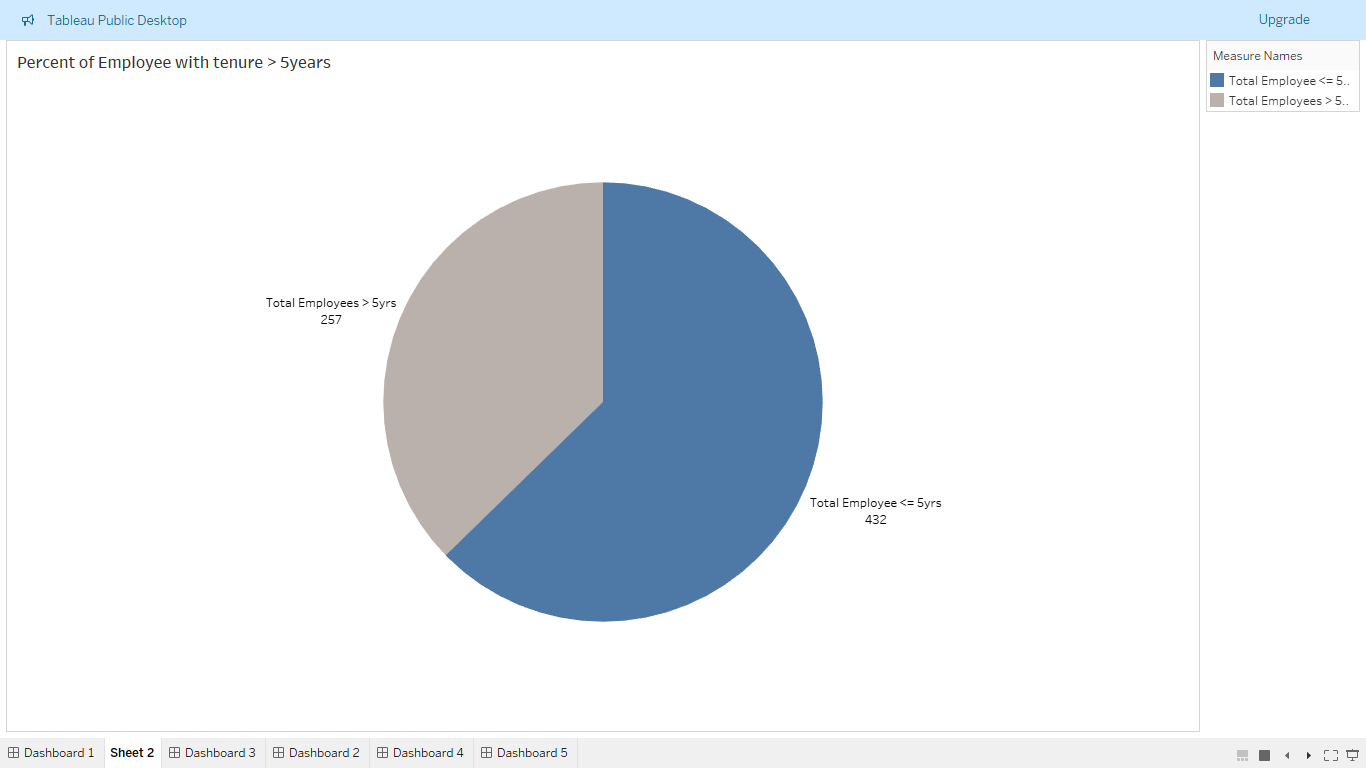 Tableau Public Desktop
Upgrade
Percent of Employee with tenure > 5years
Measure Names
Total Employee <= 5..
Total Employees > 5..
Total Employees > 5yrs
257
Total Employee <= 5yrs
432
Dashboard 1
Sheet 2
Dashboard 3
Dashboard 2
Dashboard 4
Dashboard 5